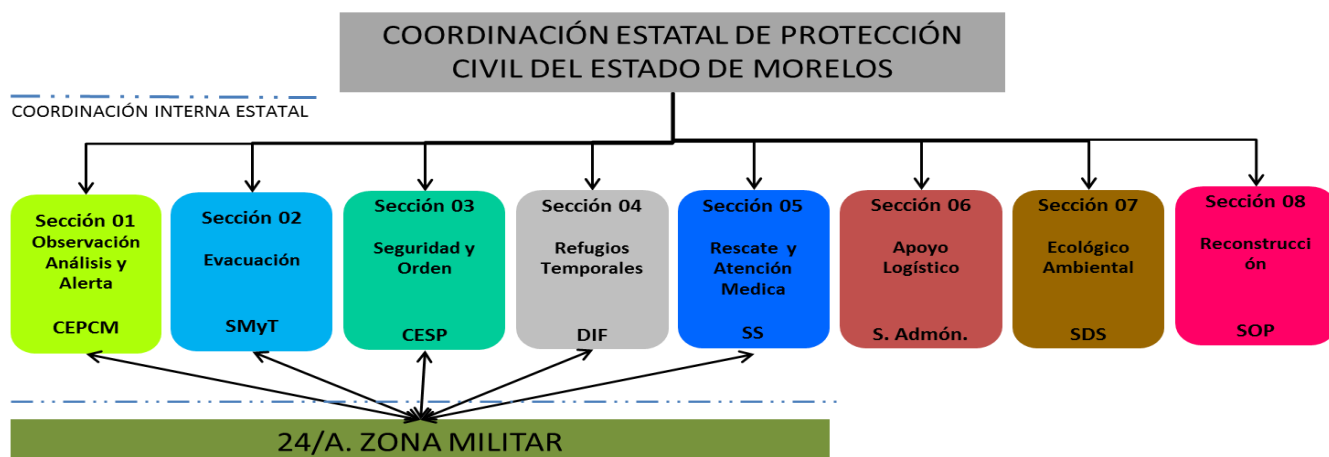 COORDINACIÓN ESTATAL DE PROTECCIÓN
CIVIL DEL ESTADO DE MORELOS
COORDINACIÓN INTERNA ESTATAL
Sección 01
Observación
Análisis y
Alerta
CEPCM
Sección 02
Evacuación
SMyT
Sección 03
Seguridad y
Orden
CESP
Sección 04
Refugios
Temporales
DIF
Sección 05
Rescate y
Atención
Medica
SS
Sección 06
Apoyo
Logístico
S. Admón.
Sección 07
Ecológico
Ambiental
SDS
Sección 08
Reconstrucci
ón
SOP
24/A. ZONA MILITAR